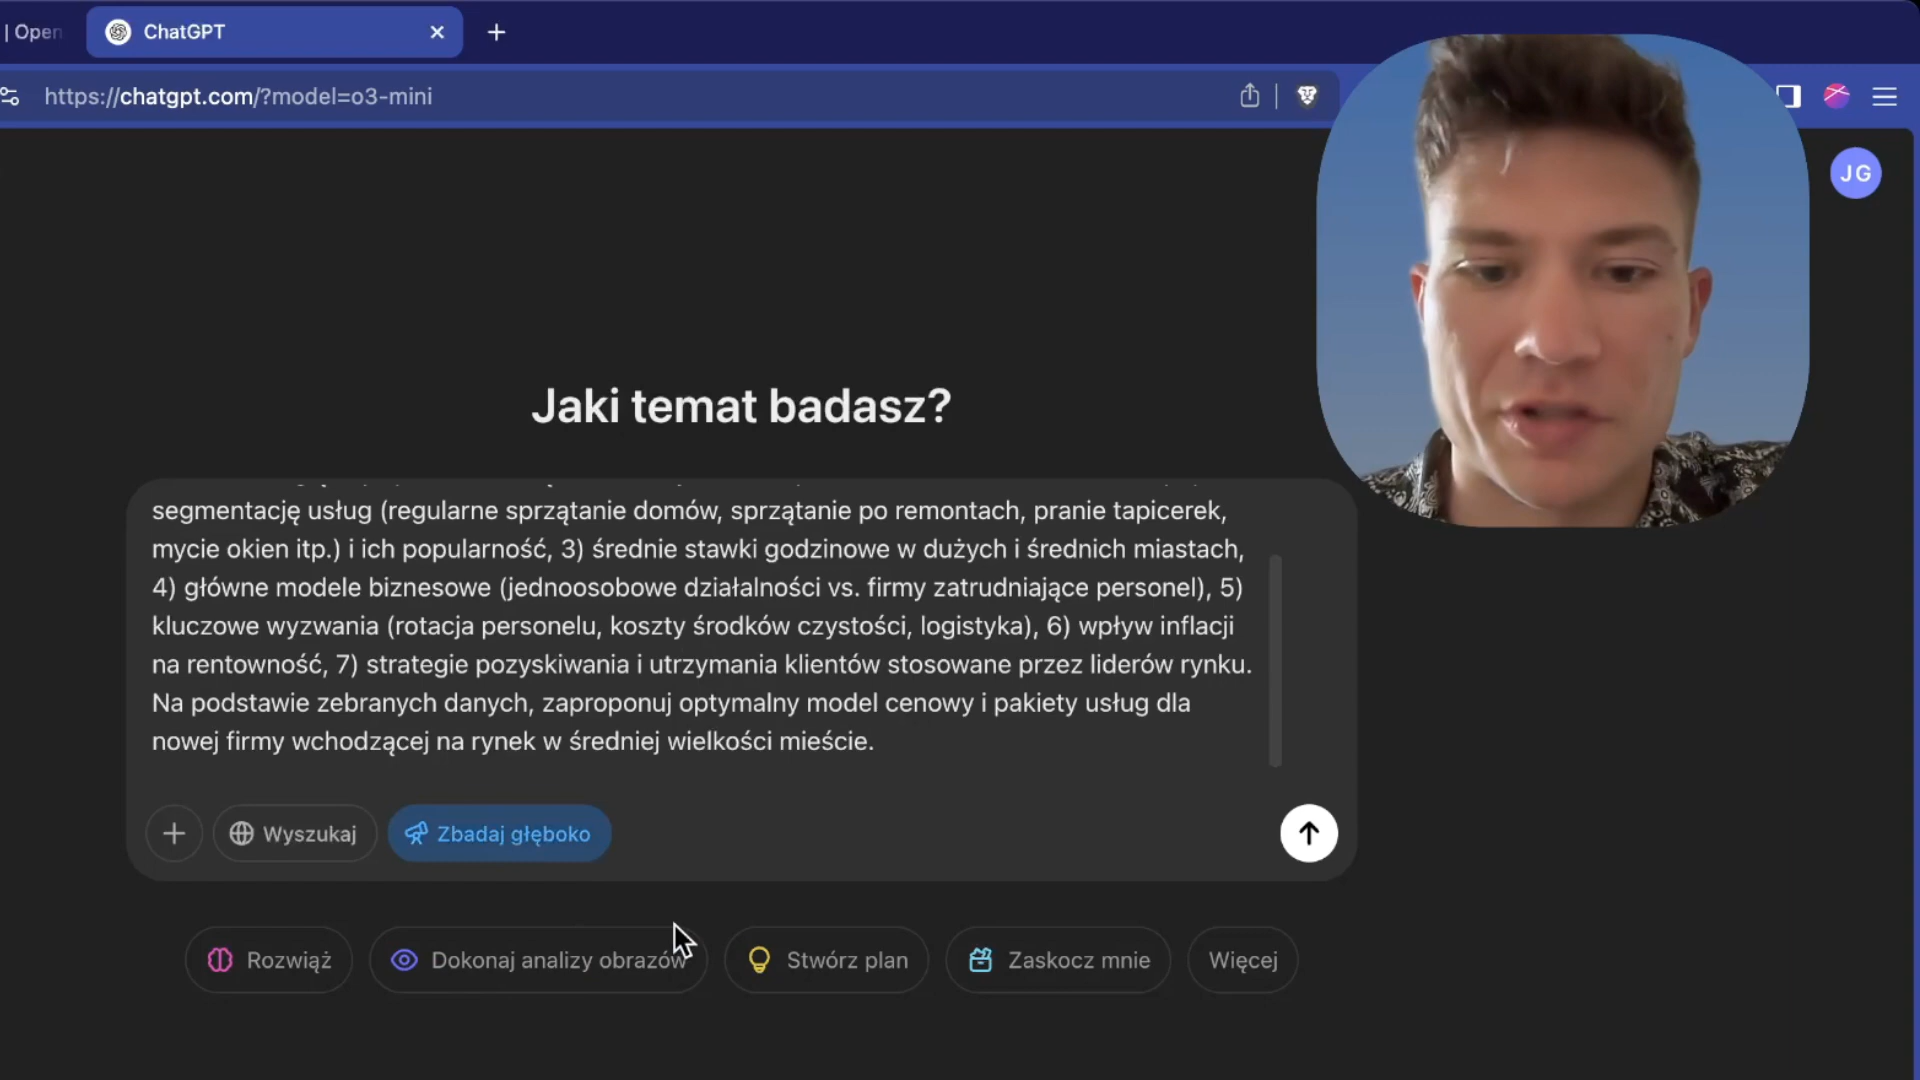 | Open
ChatGPT
https://chatgpt.com/?model=o3-mini
JG
Jaki temat badasz?
segmentację usług (regularne sprzątanie domów, sprzątanie po remontach, pranie tapicerek,
mycie okien itp.) i ich popularność, 3) średnie stawki godzinowe w dużych i średnich miastach,
4) główne modele biznesowe (jednoosobowe działalności vs. firmy zatrudniające personel), 5)
kluczowe wyzwania (rotacja personelu, koszty środków czystości, logistyka), 6) wpływ inflacji
na rentowność, 7) strategie pozyskiwania i utrzymania klientów stosowane przez liderów rynku.
Na podstawie zebranych danych, zaproponuj optymalny model cenowy i pakiety usług dla
nowej firmy wchodzącej na rynek w średniej wielkości mieście.
Wyszukaj
Zbadaj głęboko
Rozwiąż
Dokonaj analizy obrazów
Stwórz plan
Zaskocz mnie
Więcej